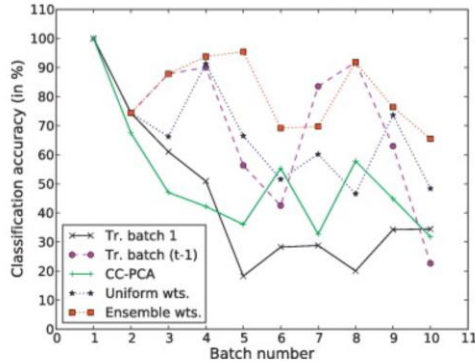 110
100
90
80
70
60
50
40
30
20
10
0
Classification accuracy (in %)
Tr. batch 1
Tr. batch (t-1)
CC-PCA
Uniform wts.
Ensemble wts.
0 1 2 3 4 5 6 7 8 9 10 11
Batch number